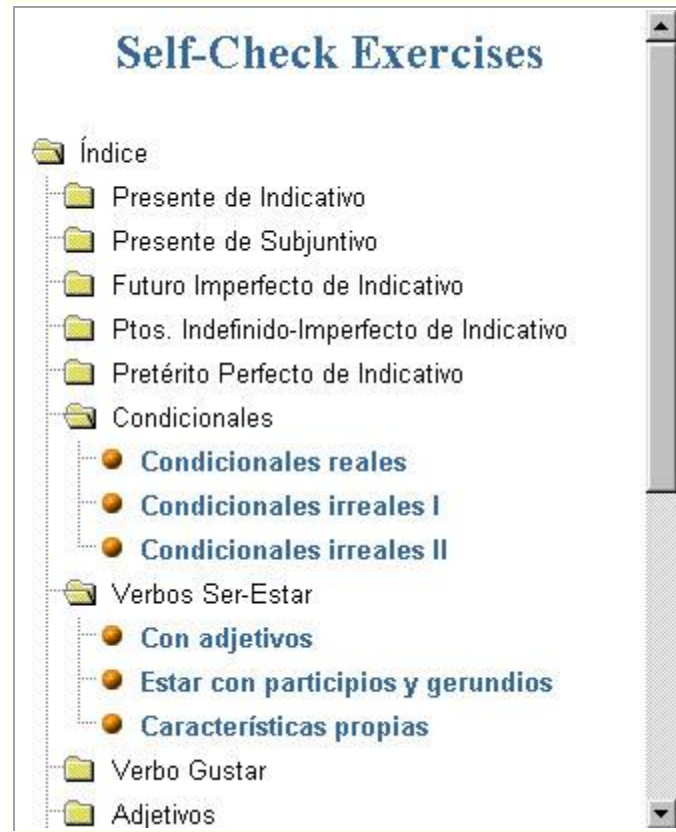 Self-Check Exercises
Índice
Presente de Indicativo
Presente de Subjuntivo
Futuro Imperfecto de Indicativo
Ptos. Indefinido-Imperfecto de Indicativo
Pretérito Perfecto de Indicativo
Condicionales
Condicionales reales
Condicionales irreales I
Condicionales irreales II
Verbos Ser-Estar
Con adjetivos
Estar con participios y gerundios
Características propias
Verbo Gustar
Adjetivos